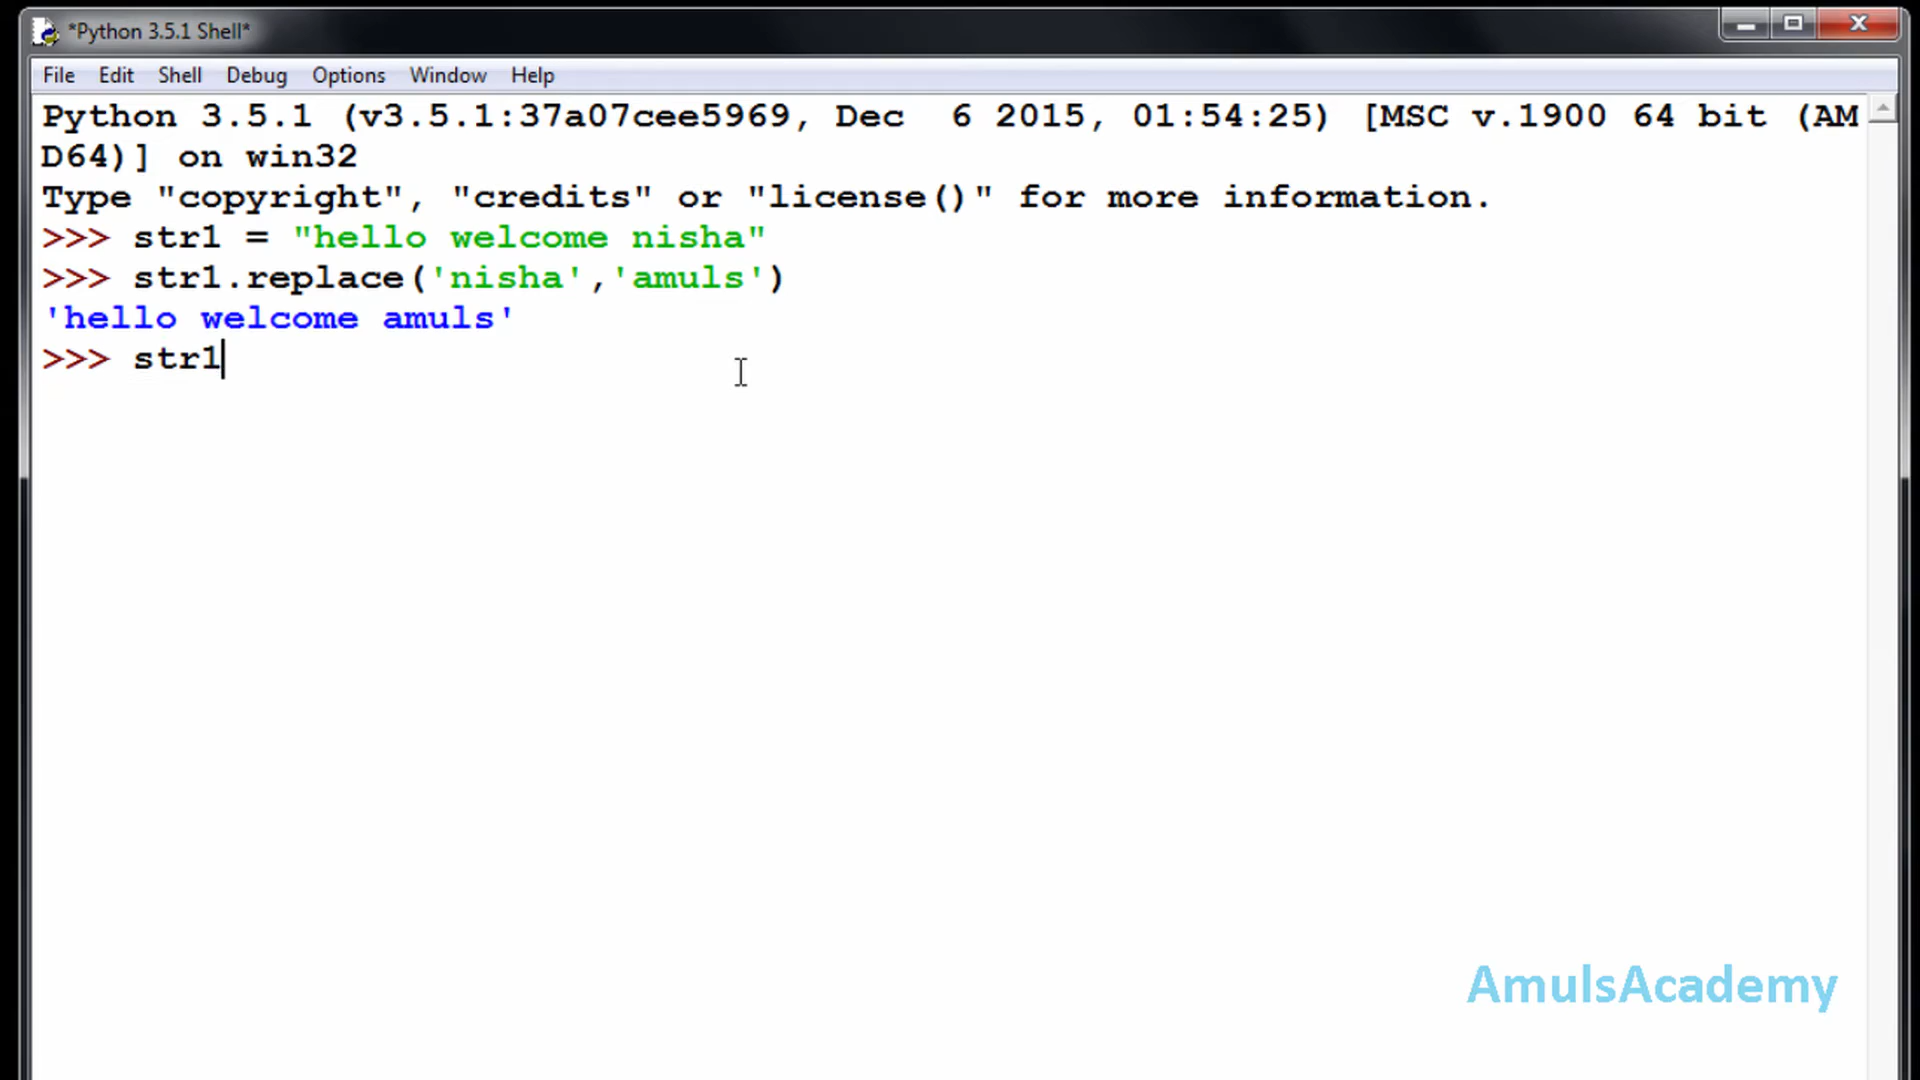 *Python 3.5.1 Shell*
File Edit Shell Debug Options Window Help
Python 3.5.1 (v3.5.1:37a07cee5969, Dec  6 2015, 01:54:25) [MSC v.1900 64 bit (AM
D64)] on win32
Type "copyright", "credits" or "license()" for more information.
>>> str1 = "hello welcome nisha"
>>> str1.replace('nisha','amuls')
'hello welcome amuls'
>>> str1
AmulsAcademy